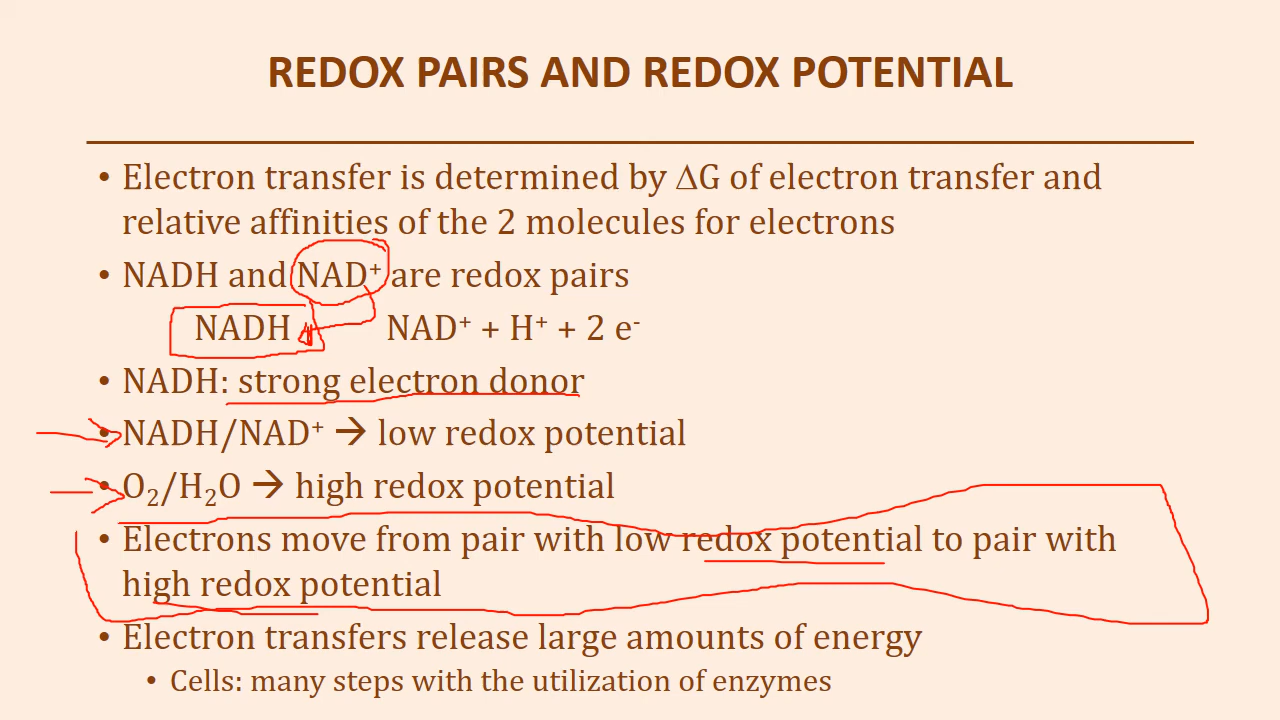 REDOX PAIRS AND REDOX POTENTIAL
• Electron transfer is determined by ΔG of electron transfer and
relative affinities of the 2 molecules for electrons
• NADH and NAD⁺ are redox pairs
NADH NAD⁺ + H⁺ + 2 e⁻
• NADH: strong electron donor
• NADH/NAD⁺ → low redox potential
• O₂/H₂O → high redox potential
• Electrons move from pair with low redox potential to pair with
high redox potential
• Electron transfers release large amounts of energy
• Cells: many steps with the utilization of enzymes